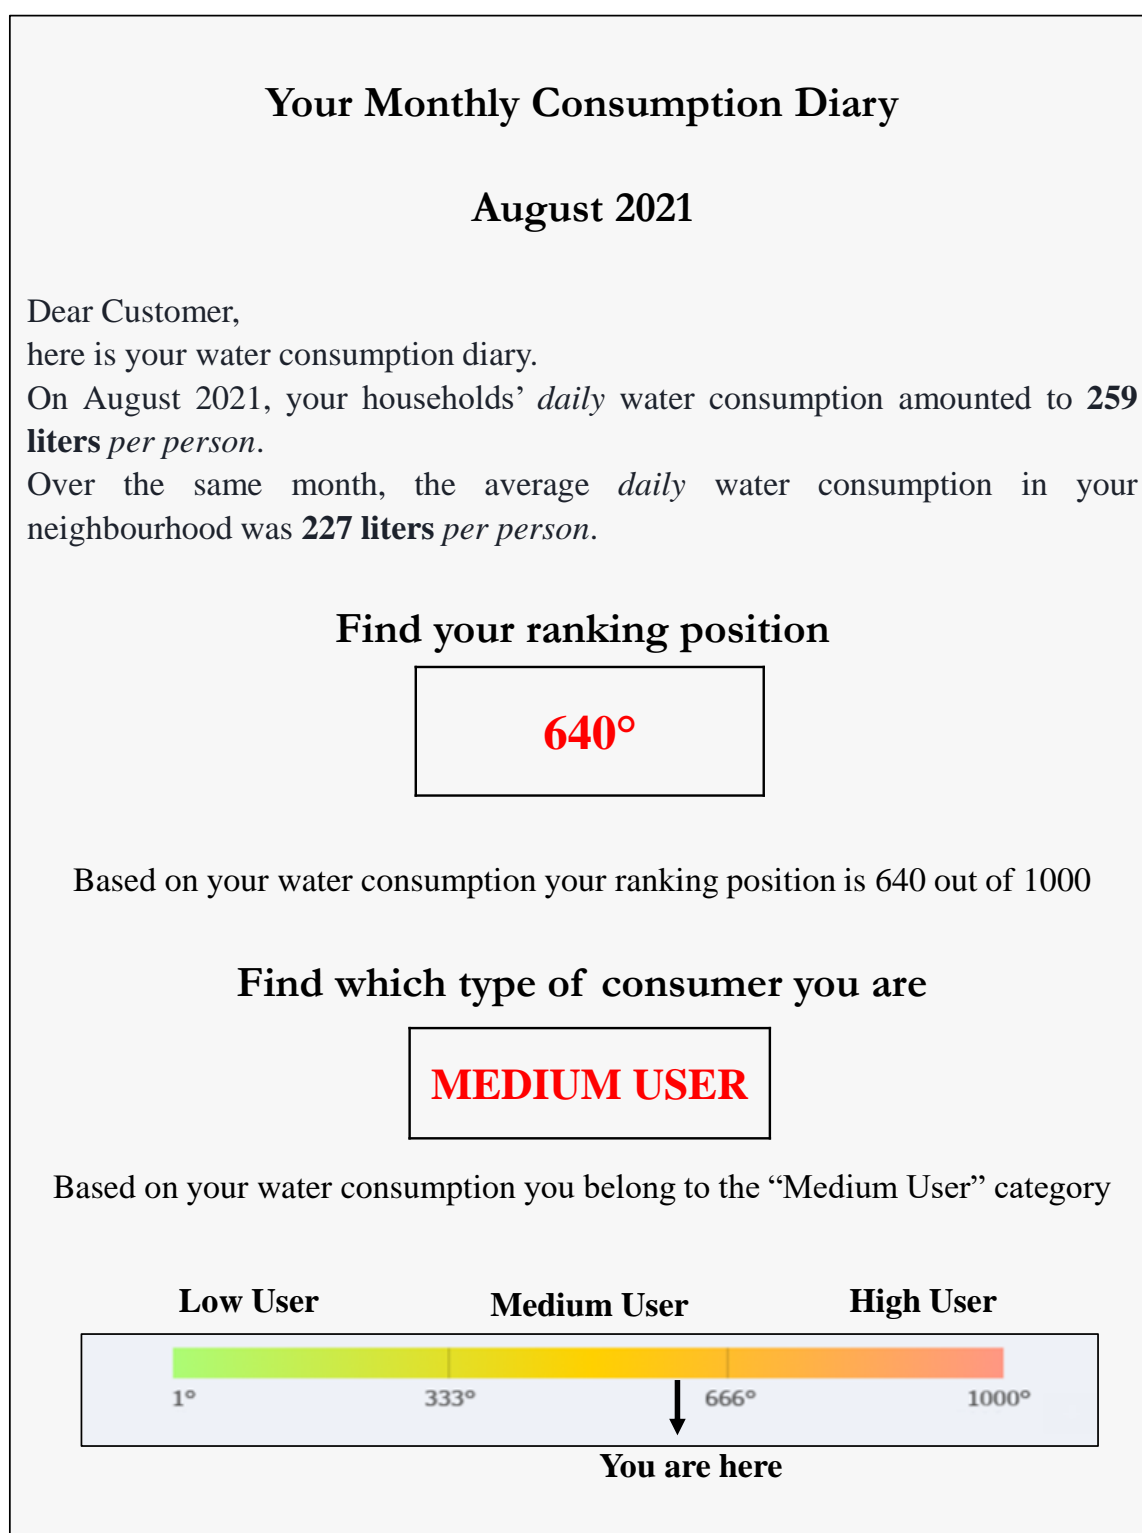 Your Monthly Consumption Diary
August 2021
Dear Customer,
here is your water consumption diary.
On August 2021, your households’ daily water consumption amounted to 259
liters per person.
Over the same month, the average daily water consumption in your
neighbourhood was 227 liters per person.
Find your ranking position
640°
Based on your water consumption your ranking position is 640 out of 1000
Find which type of consumer you are
MEDIUM USER
Based on your water consumption you belong to the “Medium User” category
Low User Medium User High User
1° 333° 666° 1000°
You are here